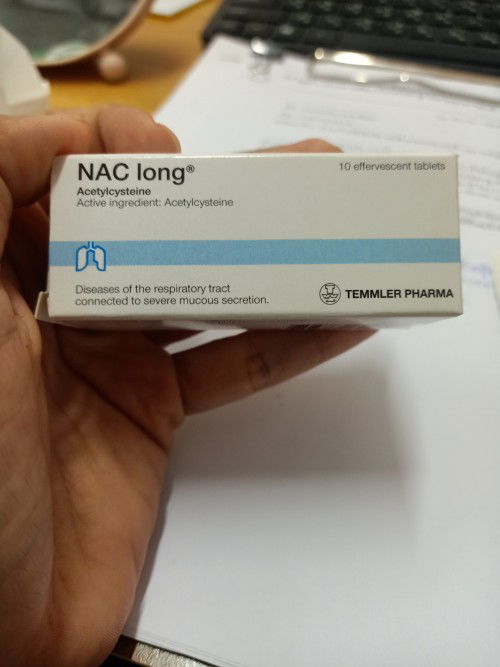 NAC long®
10 effervescent tablets
Acetylcysteine
Active ingredient: Acetylcysteine
Diseases of the respiratory tract
connected to severe mucous secretion.
TEMMLER PHARMA